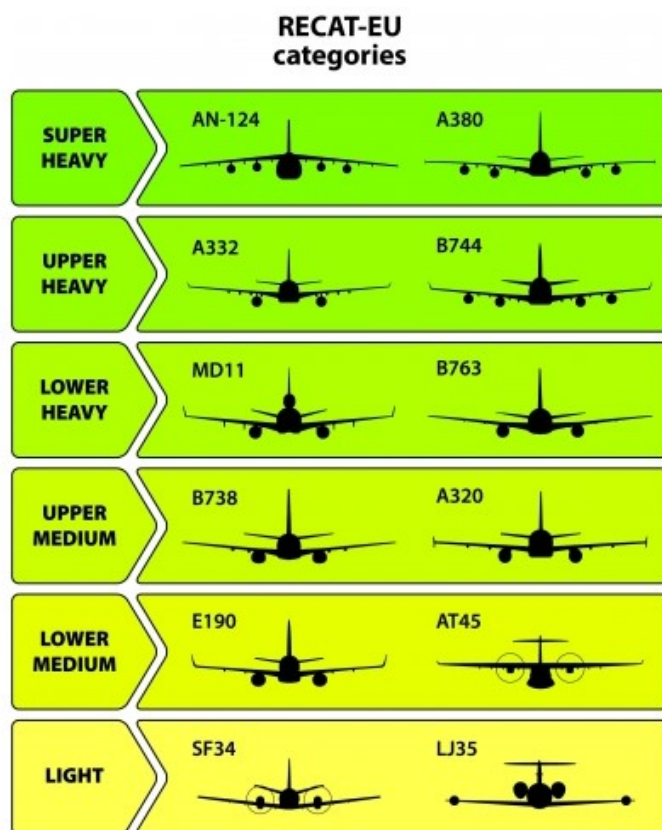 RECAT-EU
categories
SUPER
HEAVY
AN-124
A380
UPPER
HEAVY
A332
B744
LOWER
HEAVY
MD11
B763
UPPER
MEDIUM
B738
A320
LOWER
MEDIUM
E190
AT45
LIGHT
SF34
LJ35